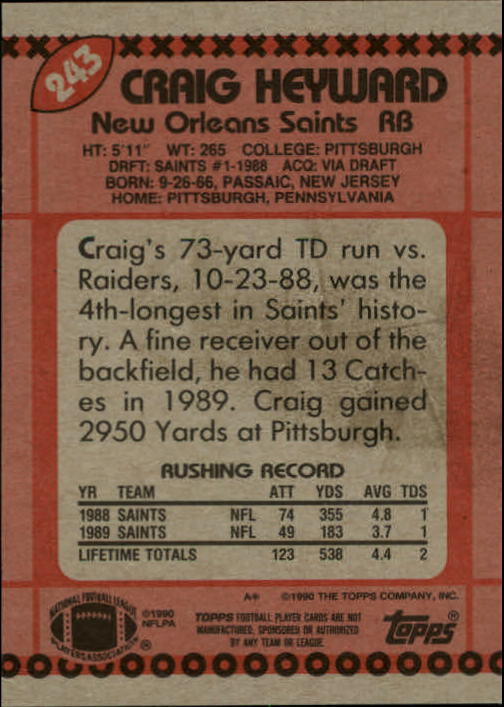 243
CRAIG HEYWARD
New Orleans Saints RB
HT: 5'11" WT: 265 COLLEGE: PITTSBURGH
DRFT: SAINTS #1-1988 ACQ: VIA DRAFT
BORN: 9-26-66, PASSAIC, NEW JERSEY
HOME: PITTSBURGH, PENNSYLVANIA
Craig's 73-yard TD run vs.
Raiders, 10-23-88, was the
4th-longest in Saints' histo-
ry. A fine receiver out of the
backfield, he had 13 Catch-
es in 1989. Craig gained
2950 Yards at Pittsburgh.
RUSHING RECORD
YR TEAM ATT YDS AVG TDS
1988 SAINTS NFL 74 355 4.8 1
1989 SAINTS NFL 49 183 3.7 1
LIFETIME TOTALS 123 538 4.4 2
A* ©1990 THE TOPPS COMPANY, INC.
NATIONAL FOOTBALL LEAGUE
PLAYERS ASSOCIATION ®
©1990
NFLPA
TOPPS FOOTBALL PLAYER CARDS ARE NOT
MANUFACTURED, SPONSORED OR AUTHORIZED
BY ANY TEAM OR LEAGUE.
topps®